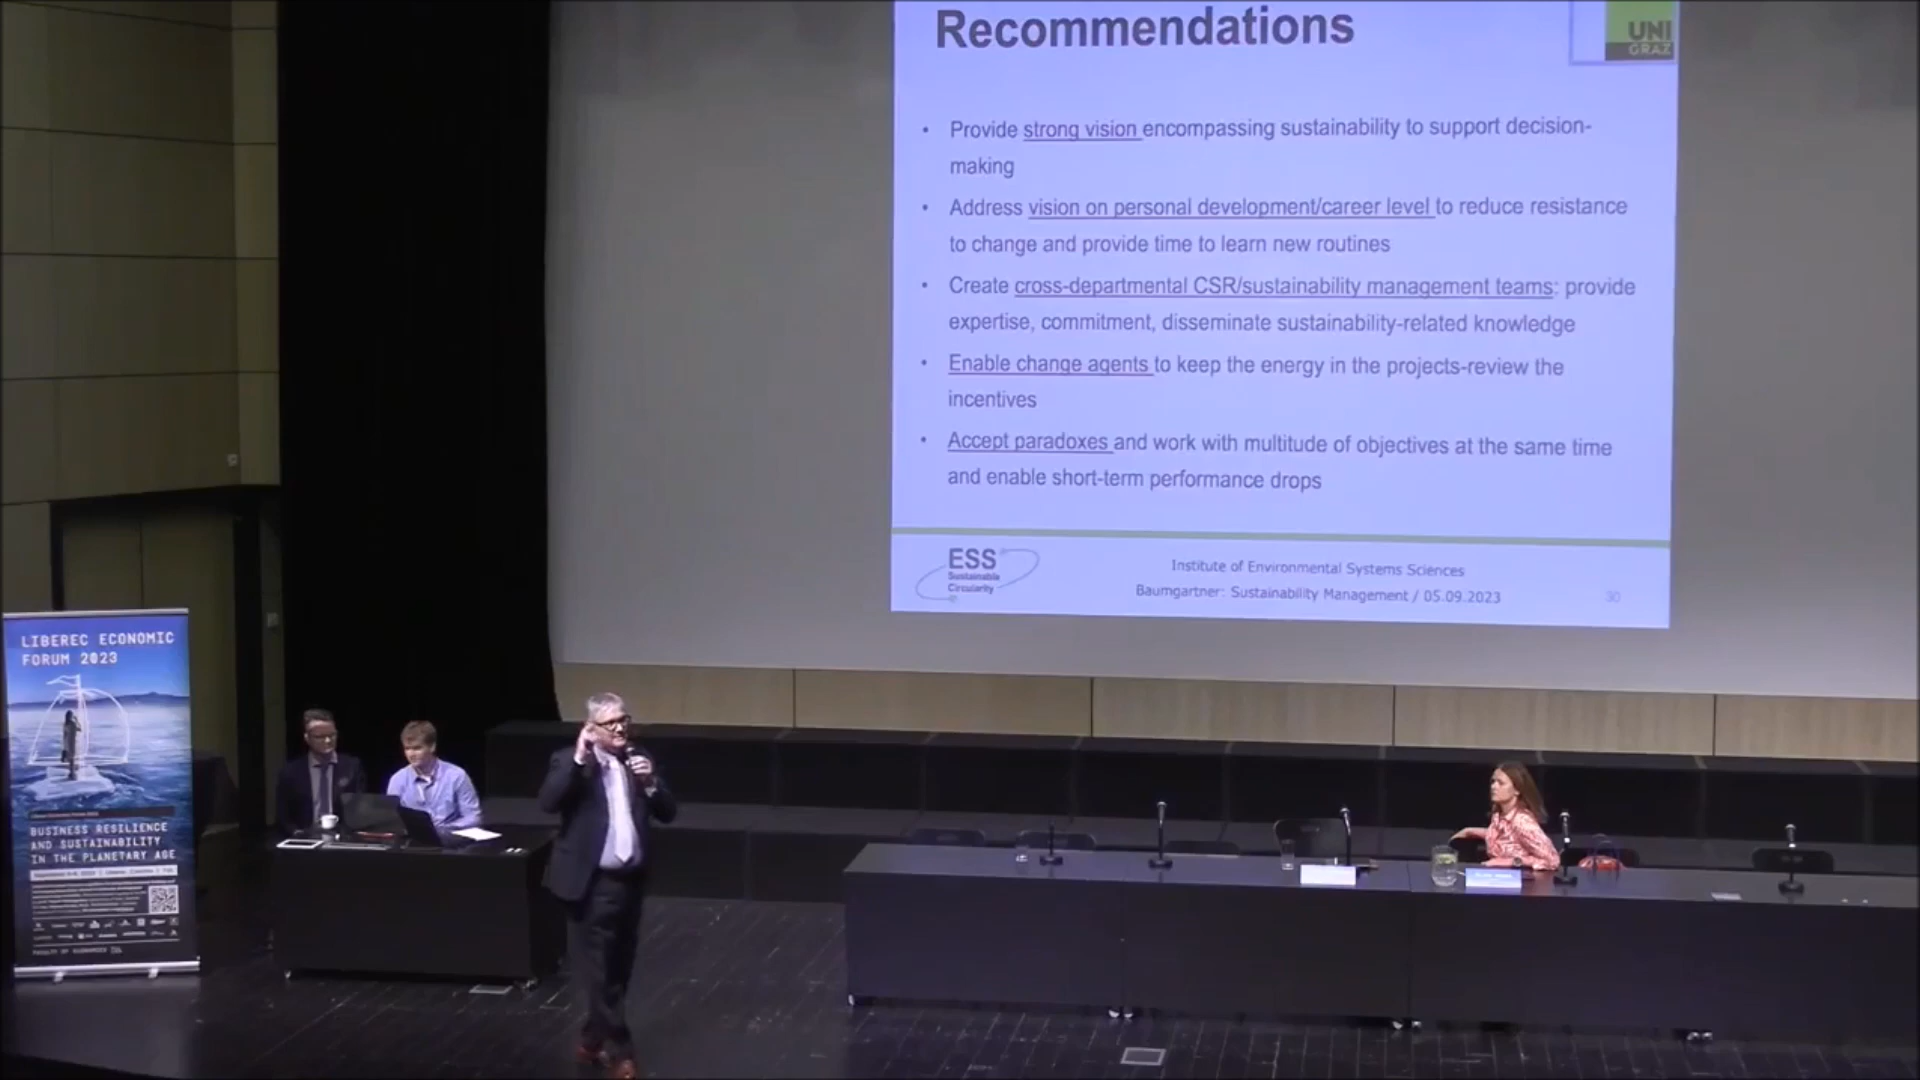 Recommendations
UNI
GRAZ
• Provide strong vision encompassing sustainability to support decision-
making
• Address vision on personal development/career level to reduce resistance
to change and provide time to learn new routines
• Create cross-departmental CSR/sustainability management teams: provide
expertise, commitment, disseminate sustainability-related knowledge
• Enable change agents to keep the energy in the projects-review the
incentives
• Accept paradoxes and work with multitude of objectives at the same time
and enable short-term performance drops
ESS
Sustainable
Circularity
Institute of Environmental Systems Sciences
Baumgartner: Sustainability Management / 05.09.2023
30
LIBEREC ECONOMIC
FORUM 2023
BUSINESS RESILIENCE
AND SUSTAINABILITY
IN THE PLANETARY AGE
FACULTY OF ECONOMICS TUL